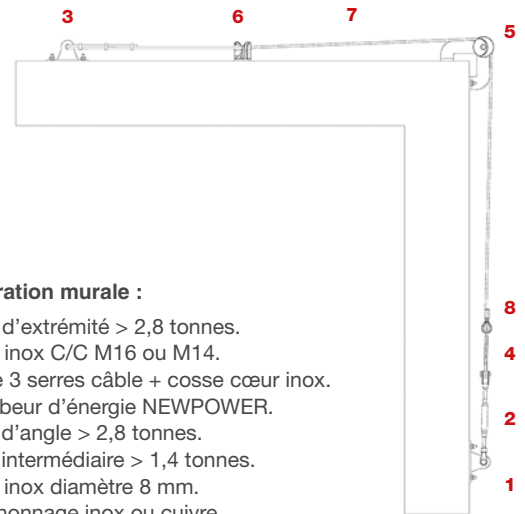 3 6 7
5
ration murale :
8
d’extrémité > 2,8 tonnes.
inox C/C M16 ou M14.
4
e 3 serres câble + cosse cœur inox.
beur d’énergie NEWPOWER.
2
d’angle > 2,8 tonnes.
intermédiaire > 1,4 tonnes.
inox diamètre 8 mm.
1